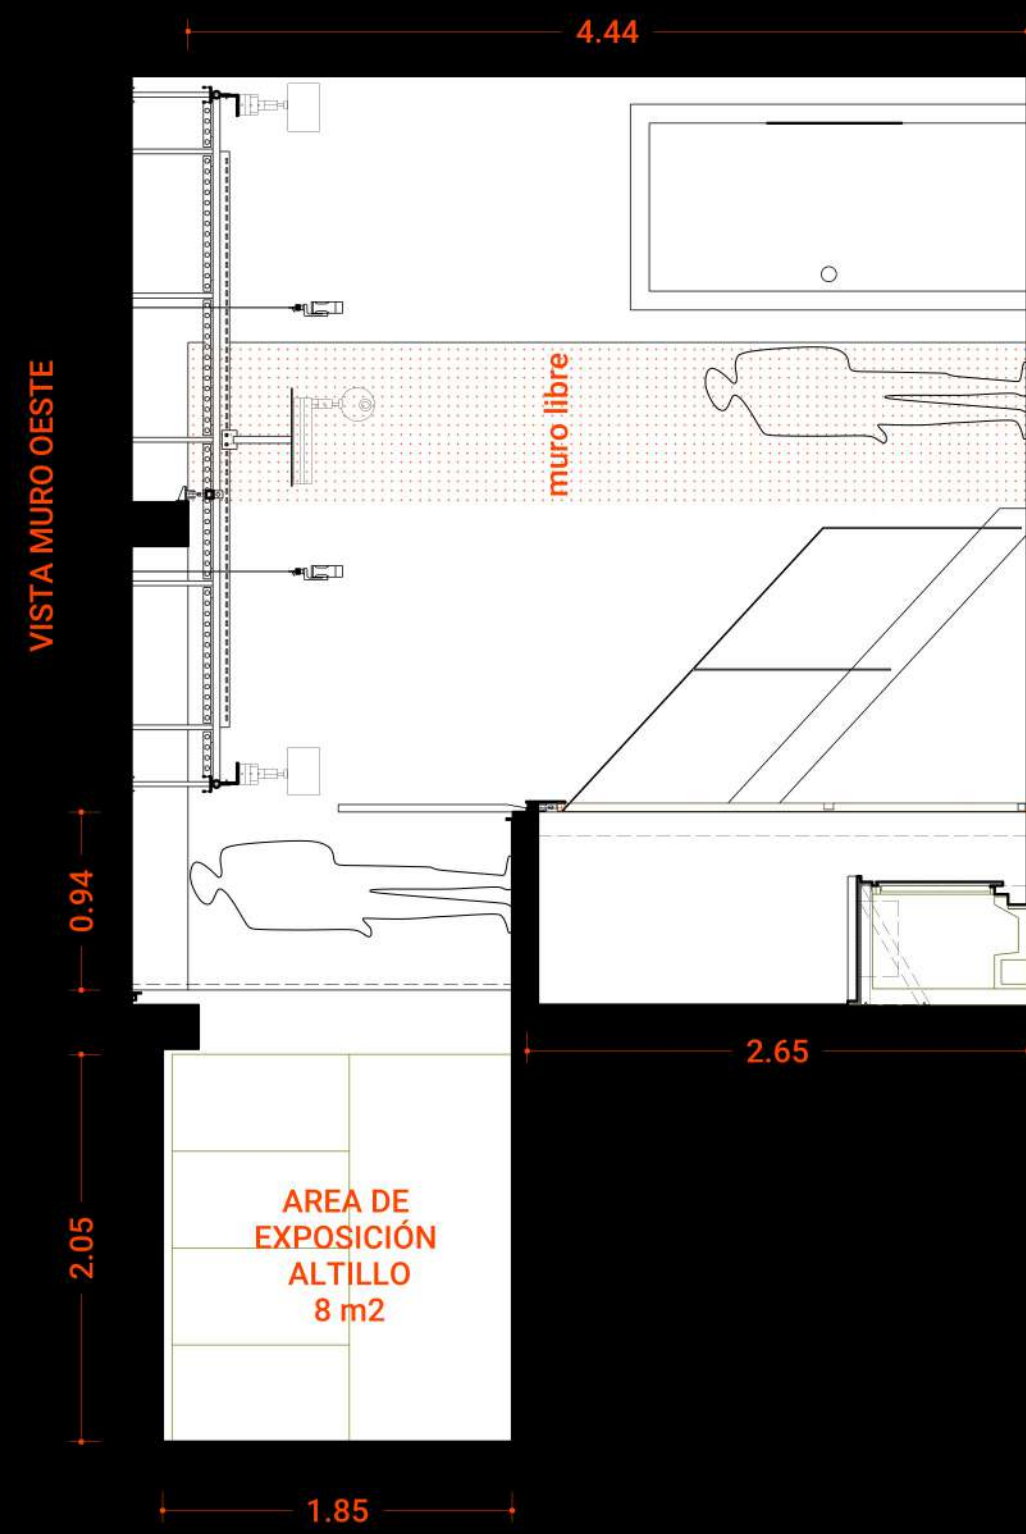 4.44
VISTA MURO OESTE
muro libre
0.94
2.65
2.05
AREA DE
EXPOSICIÓN
ALTILLO
8 m2
1.85